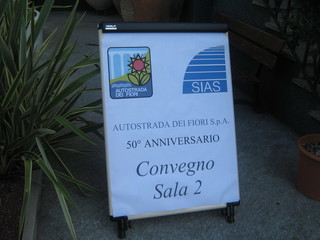 AUTOSTRADA
DEI FIORI
SIAS
AUTOSTRADA DEI FIORI S.p.A.
50° ANNIVERSARIO
Convegno
Sala 2